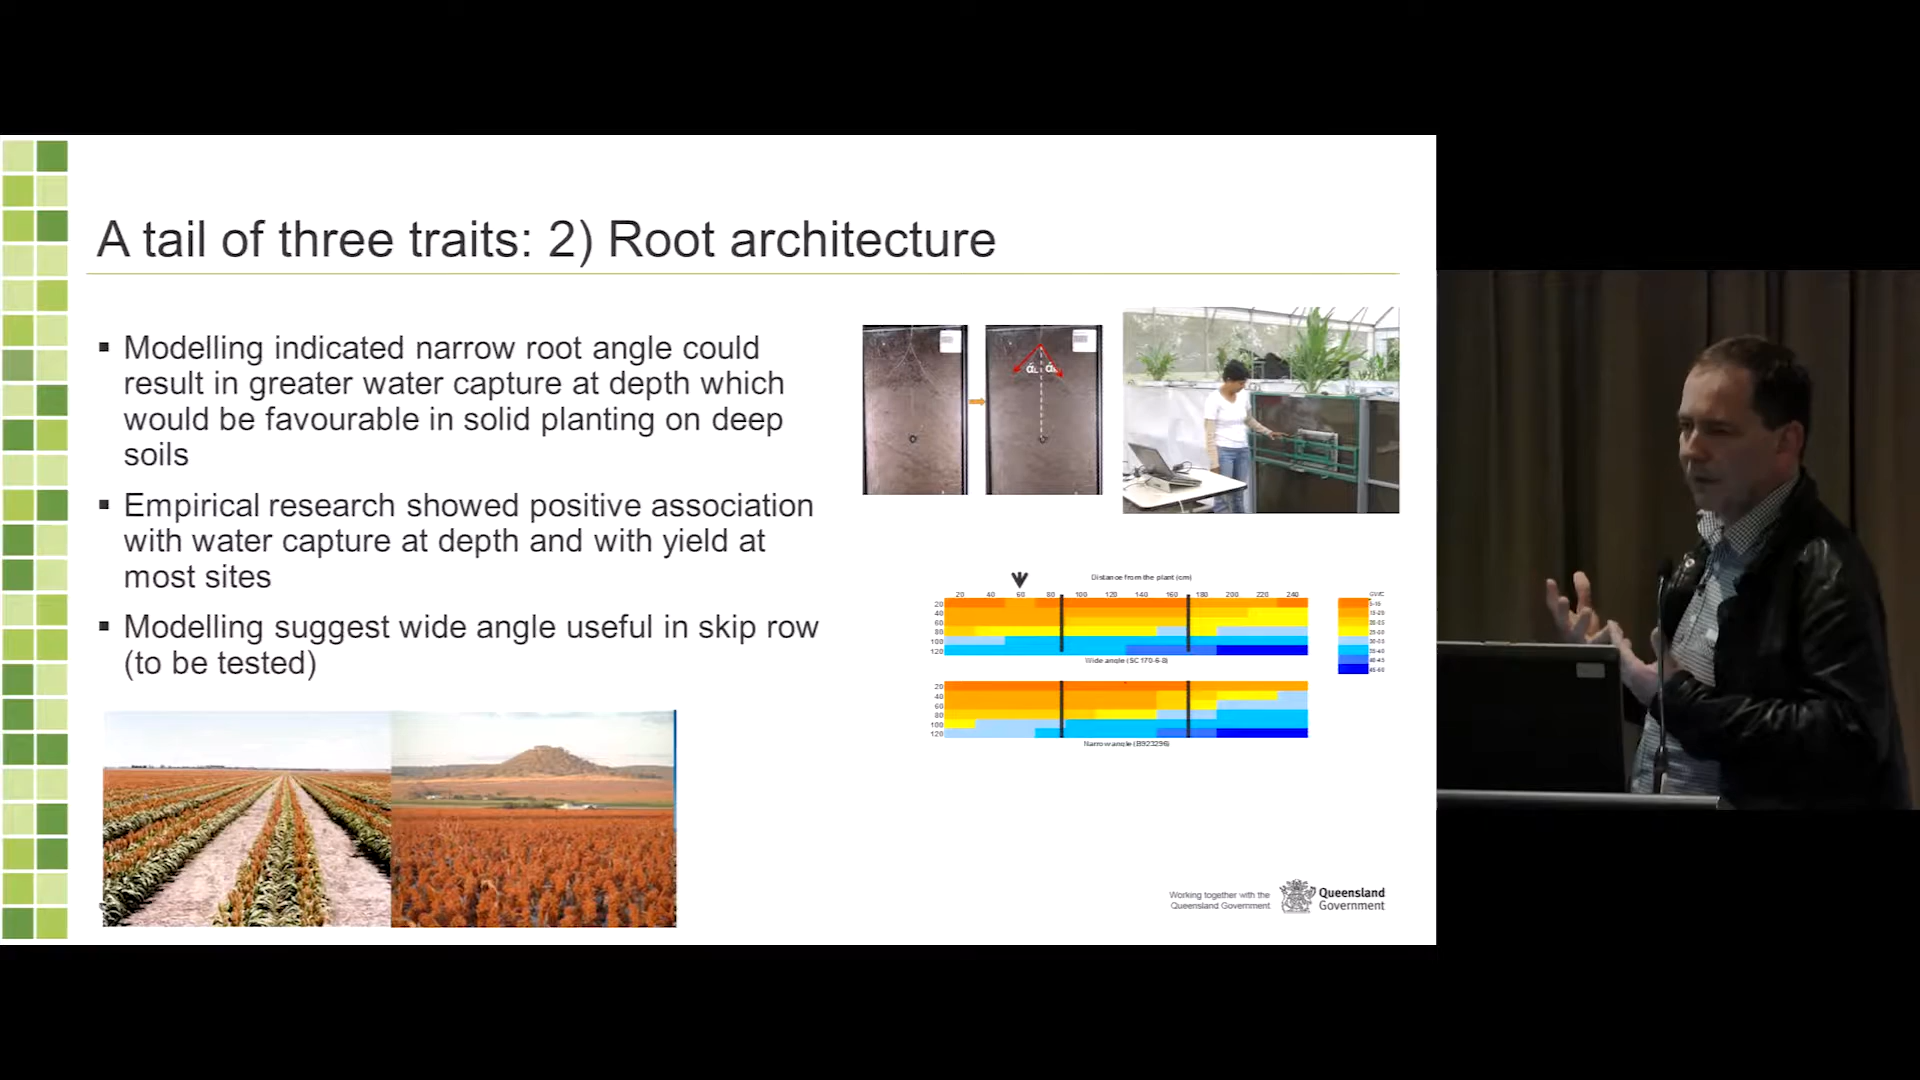 A tail of three traits: 2) Root architecture
▪ Modelling indicated narrow root angle could
result in greater water capture at depth which
would be favourable in solid planting on deep
soils
▪ Empirical research showed positive association
with water capture at depth and with yield at
most sites
▪ Modelling suggest wide angle useful in skip row
(to be tested)
Distance from the plant (cm)
20 40 60 80 100 120 140 160 180 200 220 240
20
40
60
80
100
120
Wide angle (SC170-6-8)
20
40
60
80
100
120
Narrow angle (B923296)
Working together with the
Queensland Government
Queensland
Government